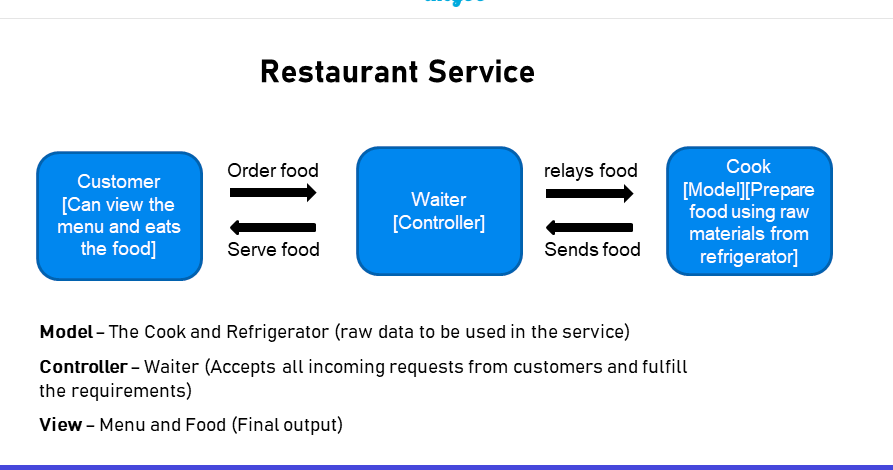 Restaurant Service
Customer
[Can view the
menu and eats
the food]
Order food
Serve food
Waiter
[Controller]
relays food
Sends food
Cook
[Model][Prepare
food using raw
materials from
refrigerator]
Model – The Cook and Refrigerator (raw data to be used in the service)
Controller – Waiter (Accepts all incoming requests from customers and fulfill
the requirements)
View – Menu and Food (Final output)